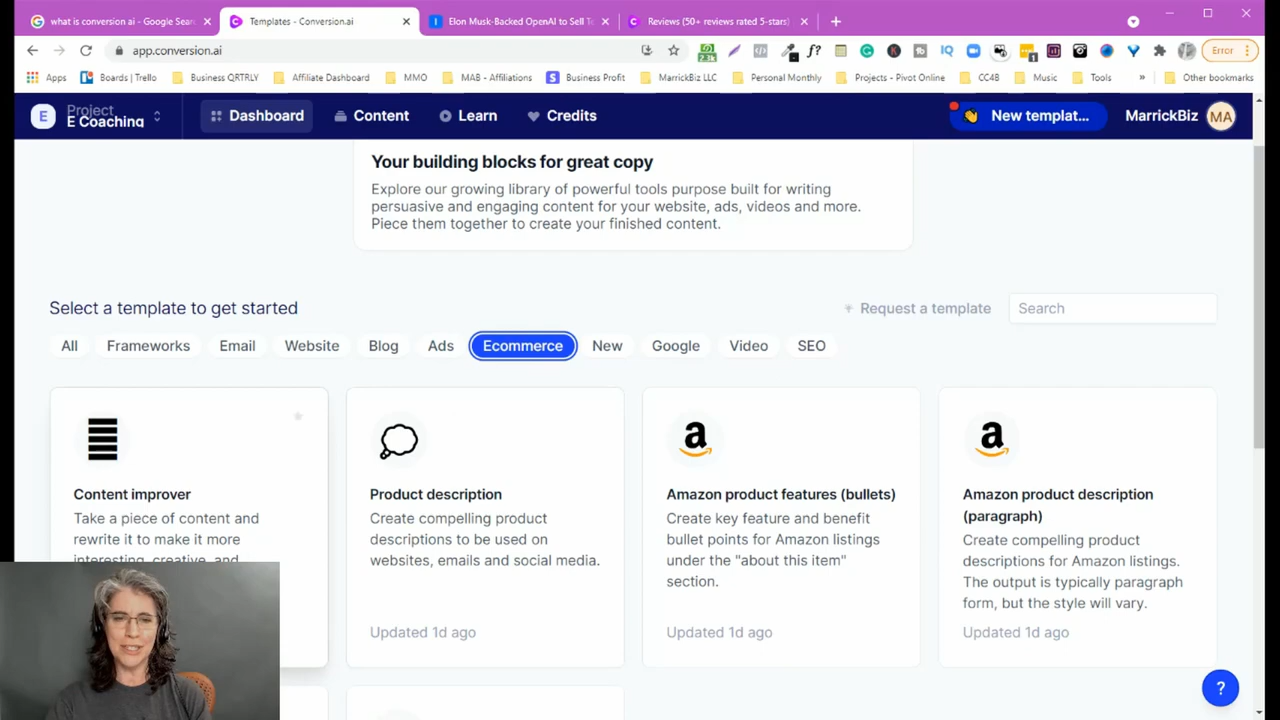 what is conversion ai - Google Sear
Templates - Conversion.ai
Elon Musk-Backed OpenAI to Sell Te
Reviews (50+ reviews rated 5-stars)
app.conversion.ai
Error
Apps
Boards | Trello
Business QRTRLY
Affiliate Dashboard
MMO
MAB - Affiliations
Business Profit
MarrickBiz LLC
Personal Monthly
Projects - Pivot Online
CC4B
Music
Tools
»
Other bookmarks
E
Project
E Coaching
Dashboard
Content
Learn
Credits
New templat...
MarrickBiz
MA
Your building blocks for great copy
Explore our growing library of powerful tools purpose built for writing
persuasive and engaging content for your website, ads, videos and more.
Piece them together to create your finished content.
Select a template to get started
Request a template
Search
All
Frameworks
Email
Website
Blog
Ads
Ecommerce
New
Google
Video
SEO
Content improver
Take a piece of content and
rewrite it to make it more
interesting, creative, and
Product description
Create compelling product
descriptions to be used on
websites, emails and social media.
Updated 1d ago
Amazon product features (bullets)
Create key feature and benefit
bullet points for Amazon listings
under the "about this item"
section.
Updated 1d ago
Amazon product description
(paragraph)
Create compelling product
descriptions for Amazon listings.
The output is typically paragraph
form, but the style will vary.
Updated 1d ago
?